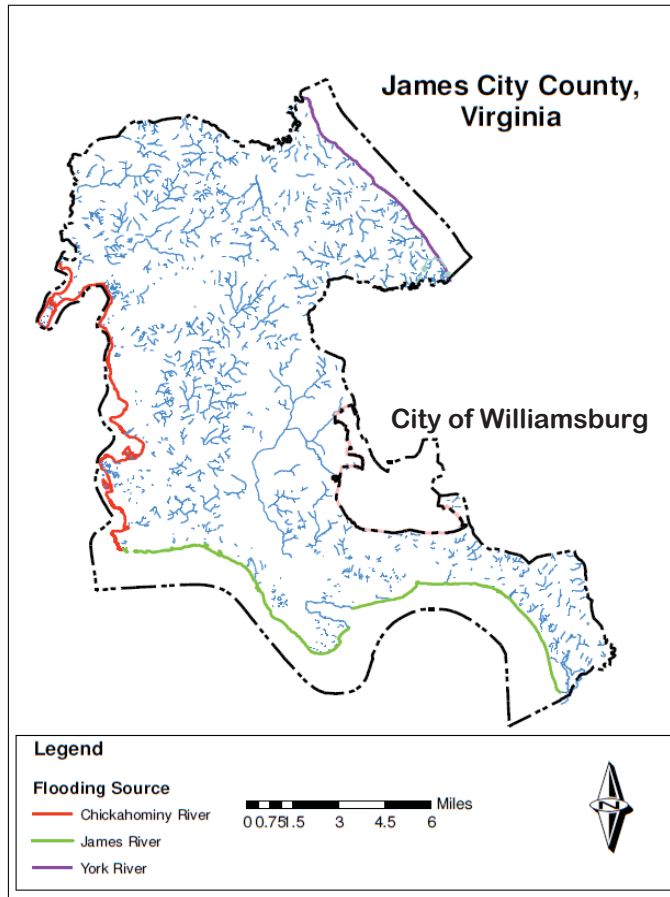 James City County,
Virginia
City of Williamsburg
Legend
Flooding Source
Chickahominy River
James River
York River
Miles
0 0.75 1.5 3 4.5 6
N